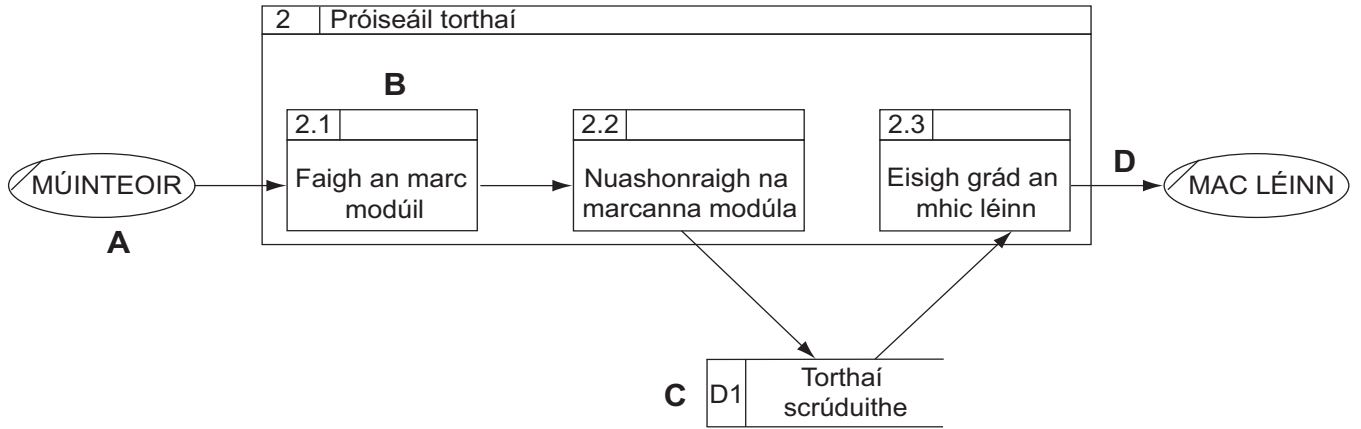 2 Próiseáil torthaí
B
2.1
2.2
2.3
MÚINTEOIR
A
Faigh an marc
modúil
Nuashonraigh na
marcanna modúla
Eisigh grád an
mhic léinn
D
MAC LÉINN
C
D1
Torthaí
scrúduithe